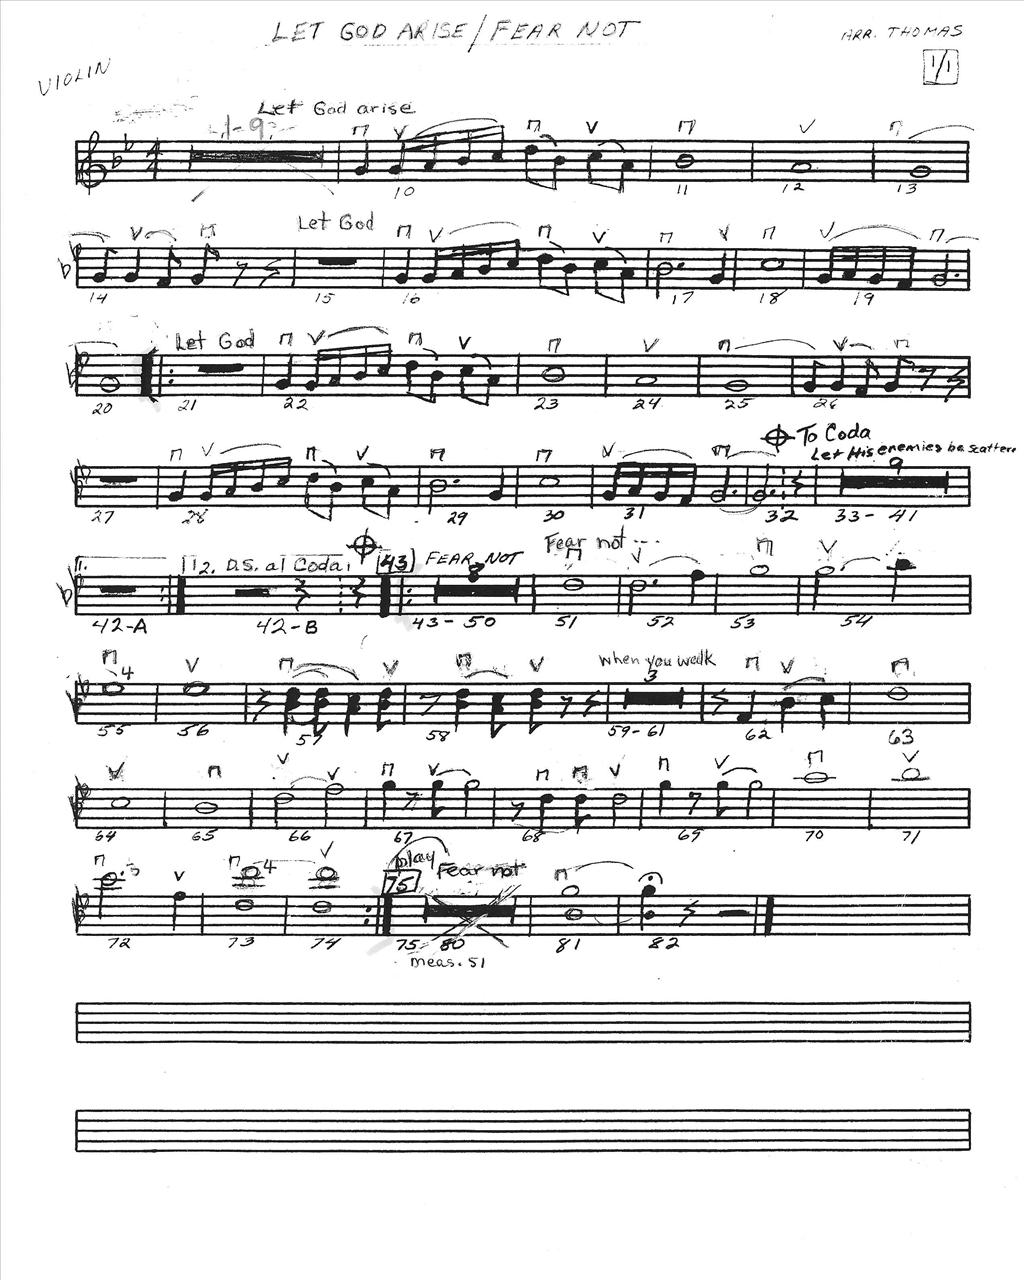 LET GOD ARISE/FEAR NOT
ARR. THOMAS
1/1
VIOLIN
Let God arise
1-9
10 11 12 13
Let God
14 15 16 17 18 19
Let God
20 21 22 23 24 25 26
To Coda
Let His enemies be scatter
9
27 28 29 30 31 32 33-41
1. 2. D.S. al Coda 43 FEAR NOT Fear not...
8
42-A 42-B 43-50 51 52 53 54
4 when you walk
3
55 56 57 58 59-61 62 63
64 65 66 67 68 69 70 71
play
4 75 Fear not
72 73 74 75-80 81 82
meas. 51